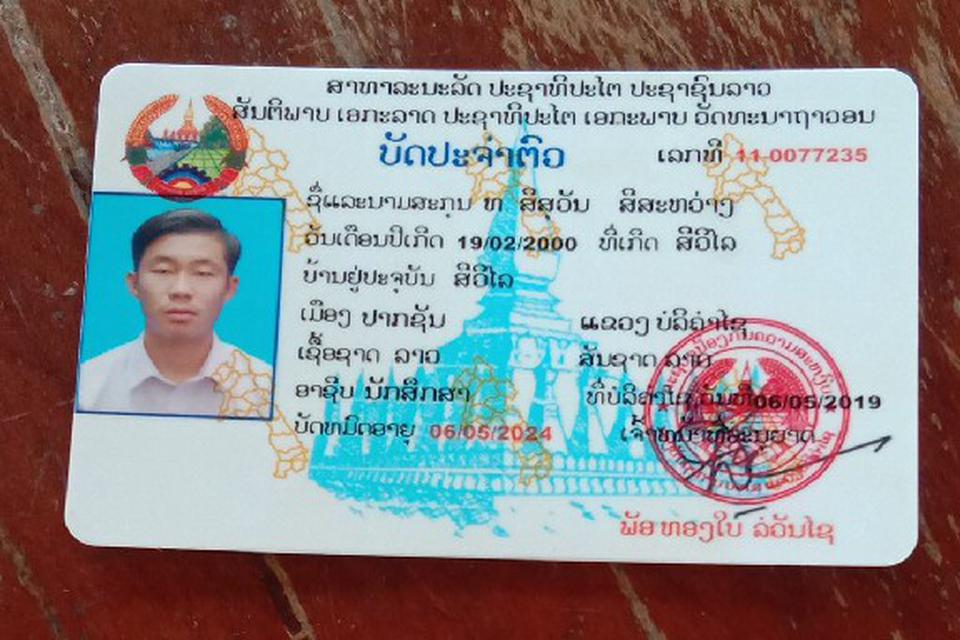 ສາທາລະນະລັດ ປະຊາທິປະໄຕ ປະຊາຊົນລາວ
ສັນຕິພາບ ເອກະລາດ ປະຊາທິປະໄຕ ເອກະພາບ ວັດທະນາຖາວອນ
ບັດປະຈຳຕົວ ເລກທີ 11-0077235
ຊື່ແລະນາມສະກຸນ ທ ສີສຸວັນ ສີສະຫວ່າງ
ວັນເດືອນປີເກີດ 19/02/2000 ທີ່ເກີດ ສີວິໄລ
ບ້ານຢູ່ປະຈຸບັນ ສີວິໄລ
ເມືອງ ປາກຊັນ ແຂວງ ບໍລິຄຳໄຊ
ເຊື້ອຊາດ ລາວ ສັນຊາດ ລາວ
ອາຊີບ ນັກສຶກສາ ທີ່ບໍລິຄຳໄຊ ວັນທີ 06/05/2019
ບັດຫມົດອາຍຸ 06/05/2024 ເຈົ້າຫນ້າທີ່ອະນຸຍາດ
ພັອ ທອງໃບ ລໍວັນໄຊ